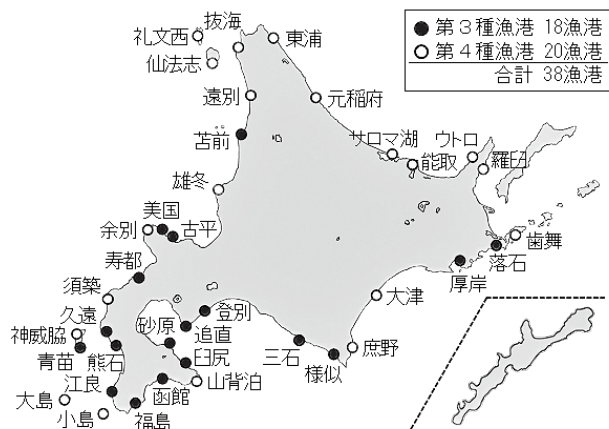 ● 第3種漁港 18漁港
○ 第4種漁港 20漁港
合計 38漁港
抜海
礼文西
東浦
仙法志
遠別
元稲府
苫前
サロマ湖
ウトロ
能取
羅臼
雄冬
美国
余別
古平
歯舞
落石
寿都
厚岸
須築
大津
登別
久遠
砂原
追直
神威脇
三石
庶野
青苗
熊石
臼尻
様似
山背泊
江良
函館
大島
小島
福島